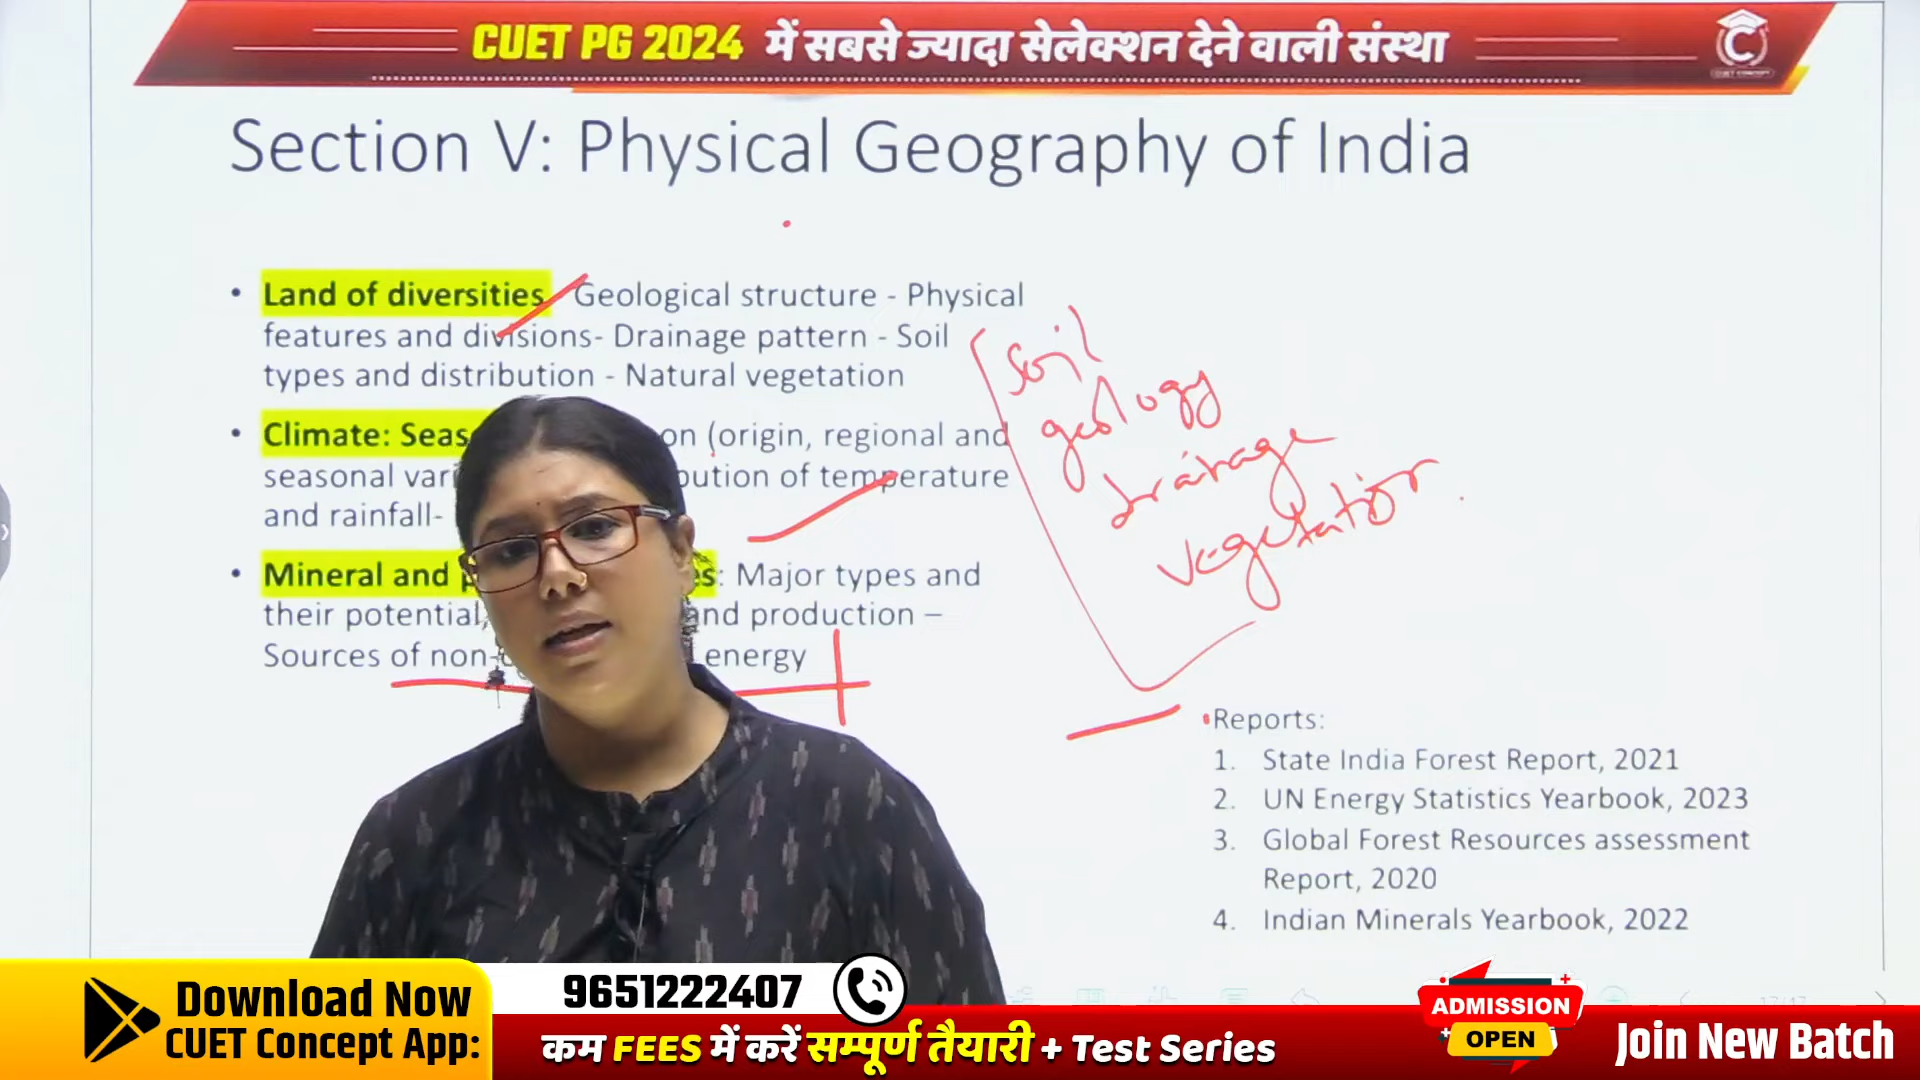 CUET PG 2024 में सबसे ज्यादा सेलेक्शन देने वाली संस्था
CUET CONCEPT
Section V: Physical Geography of India
• Land of diversities Geological structure - Physical
features and divisions- Drainage pattern - Soil
types and distribution - Natural vegetation
• Climate: Seas on (origin, regional and
seasonal vari bution of temperature
and rainfall-
• Mineral and p s: Major types and
their potential, and production –
Sources of non- energy
Soil
geology
drainage
vegetation
•Reports:
1. State India Forest Report, 2021
2. UN Energy Statistics Yearbook, 2023
3. Global Forest Resources assessment
Report, 2020
4. Indian Minerals Yearbook, 2022
Download Now
CUET Concept App:
9651222407
कम FEES में करें सम्पूर्ण तैयारी + Test Series
ADMISSION
OPEN
Join New Batch